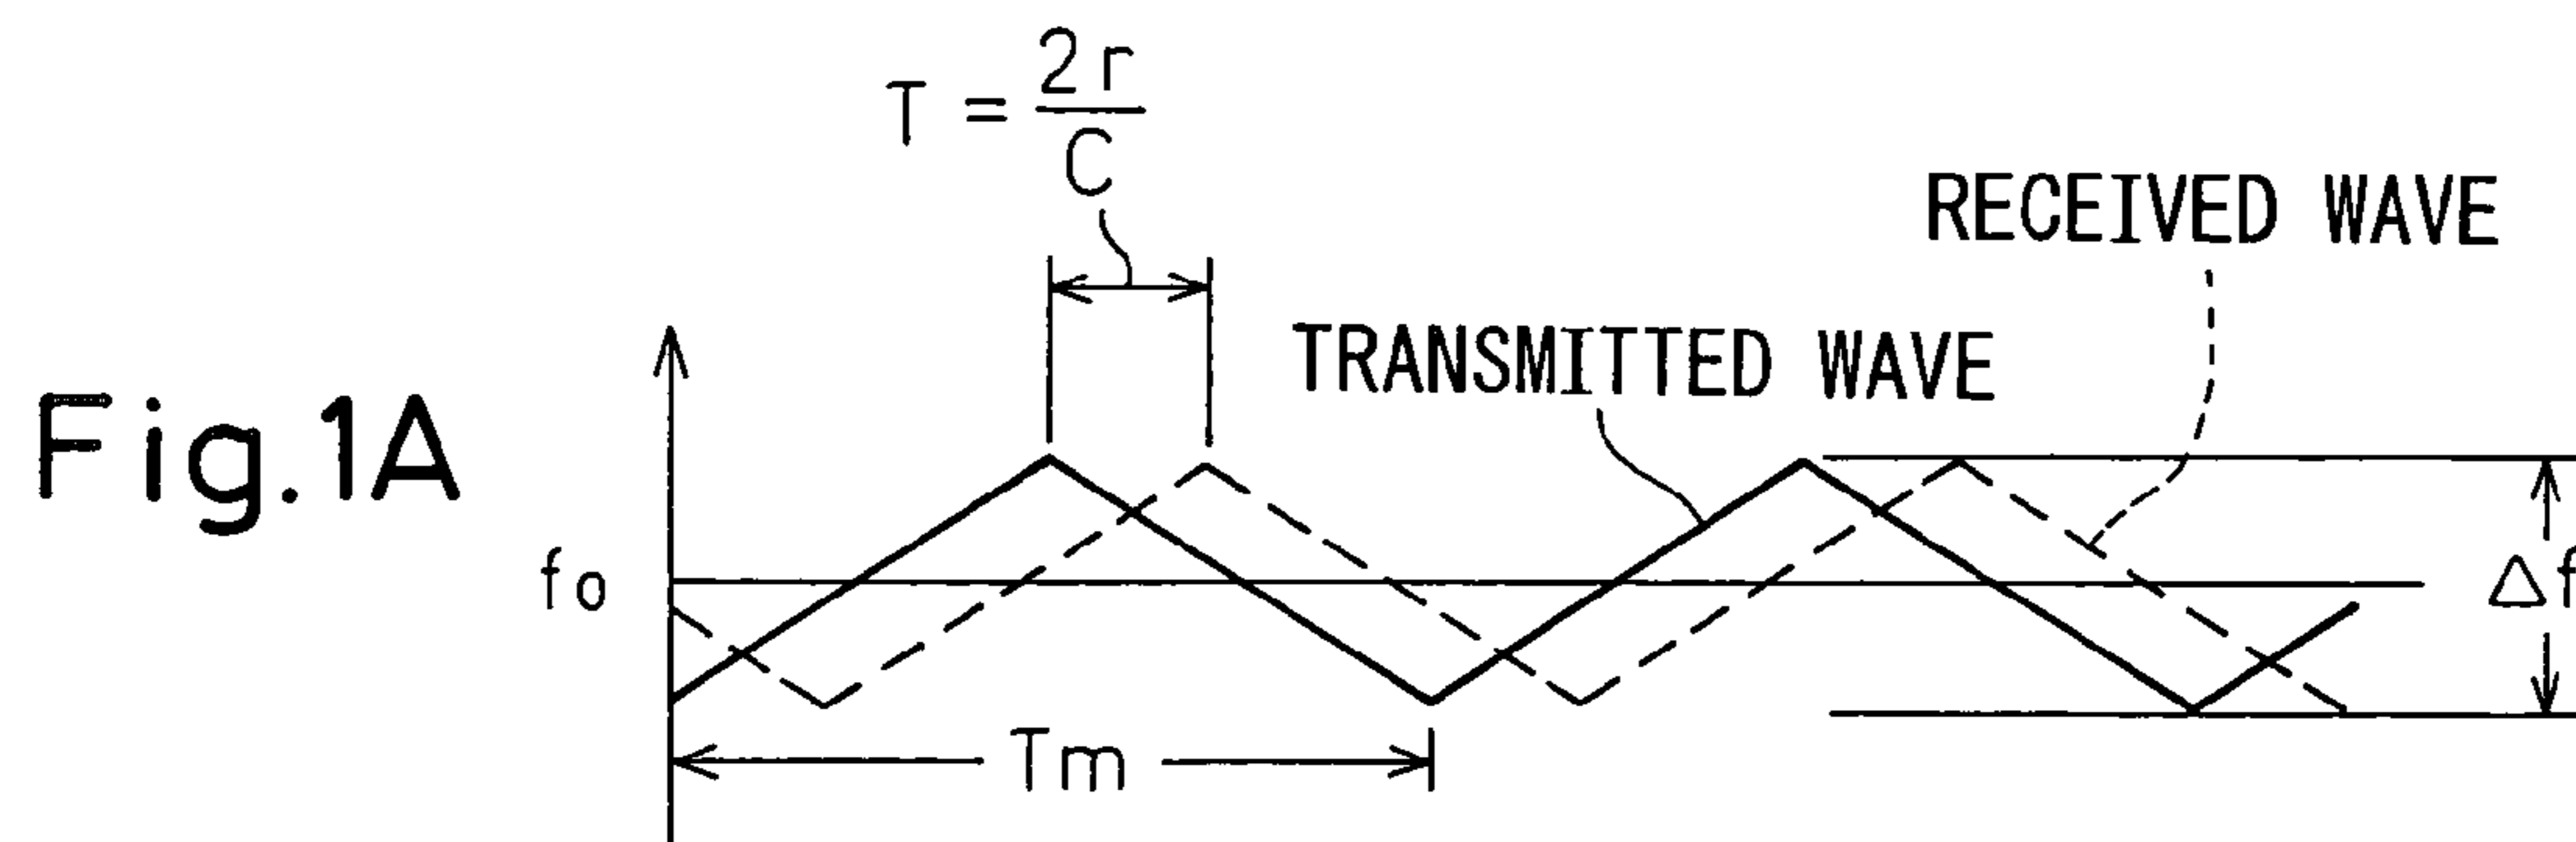 T = 2r
C
RECEIVED WAVE
TRANSMITTED WAVE
Fig.1A
fo
Δf
Tm